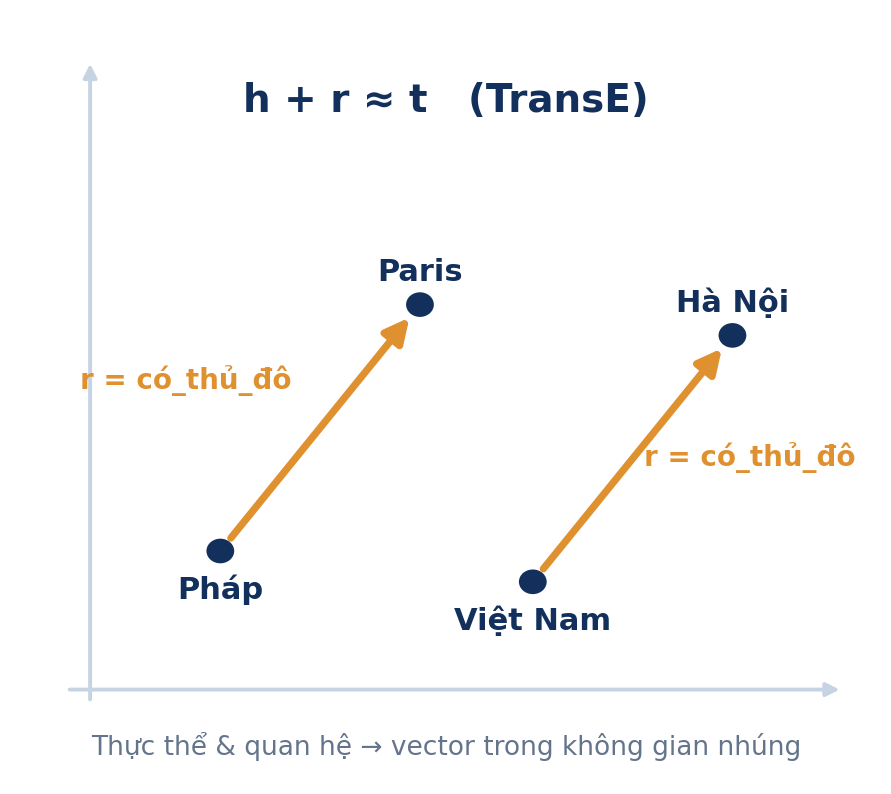 h + r ≈ t (TransE)
Paris
Hà Nội
r = có_thủ_đô
r = có_thủ_đô
Pháp
Việt Nam
Thực thể & quan hệ → vector trong không gian nhúng